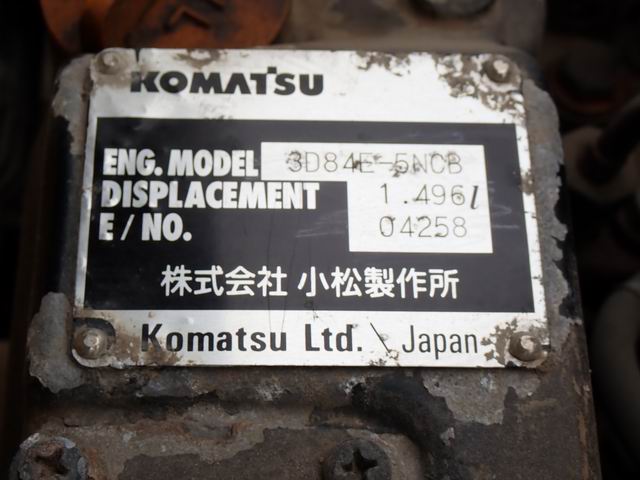 KOMATSU
ENG. MODEL 3D84E-5NCB
DISPLACEMENT 1.496l
E / NO. 04258
株式会社 小松製作所
Komatsu Ltd. Japan